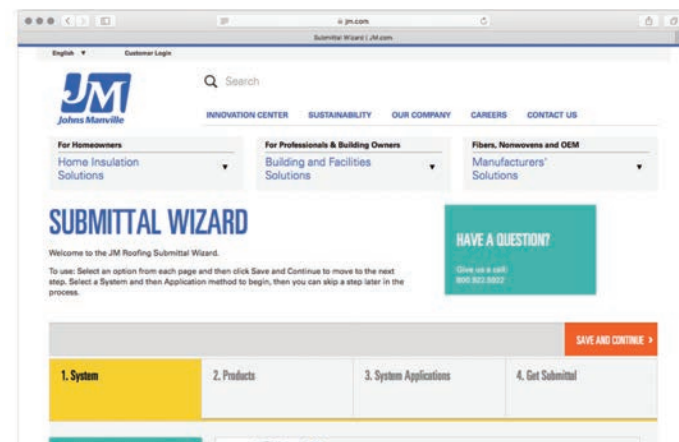 jm.com
Submittal Wizard | JM.com
English ▼ Customer Login
JM
Johns Manville
Search
INNOVATION CENTER SUSTAINABILITY OUR COMPANY CAREERS CONTACT US
For Homeowners
Home Insulation
Solutions
For Professionals & Building Owners
Building and Facilities
Solutions
Fibers, Nonwovens and OEM
Manufacturers'
Solutions
SUBMITTAL WIZARD
Welcome to the JM Roofing Submittal Wizard.
To use: Select an option from each page and then click Save and Continue to move to the next
step. Select a System and then Application method to begin, then you can skip a step later in the
process.
HAVE A QUESTION?
Give us a call:
800.922.5922
SAVE AND CONTINUE >
1. System
2. Products
3. System Applications
4. Get Submittal